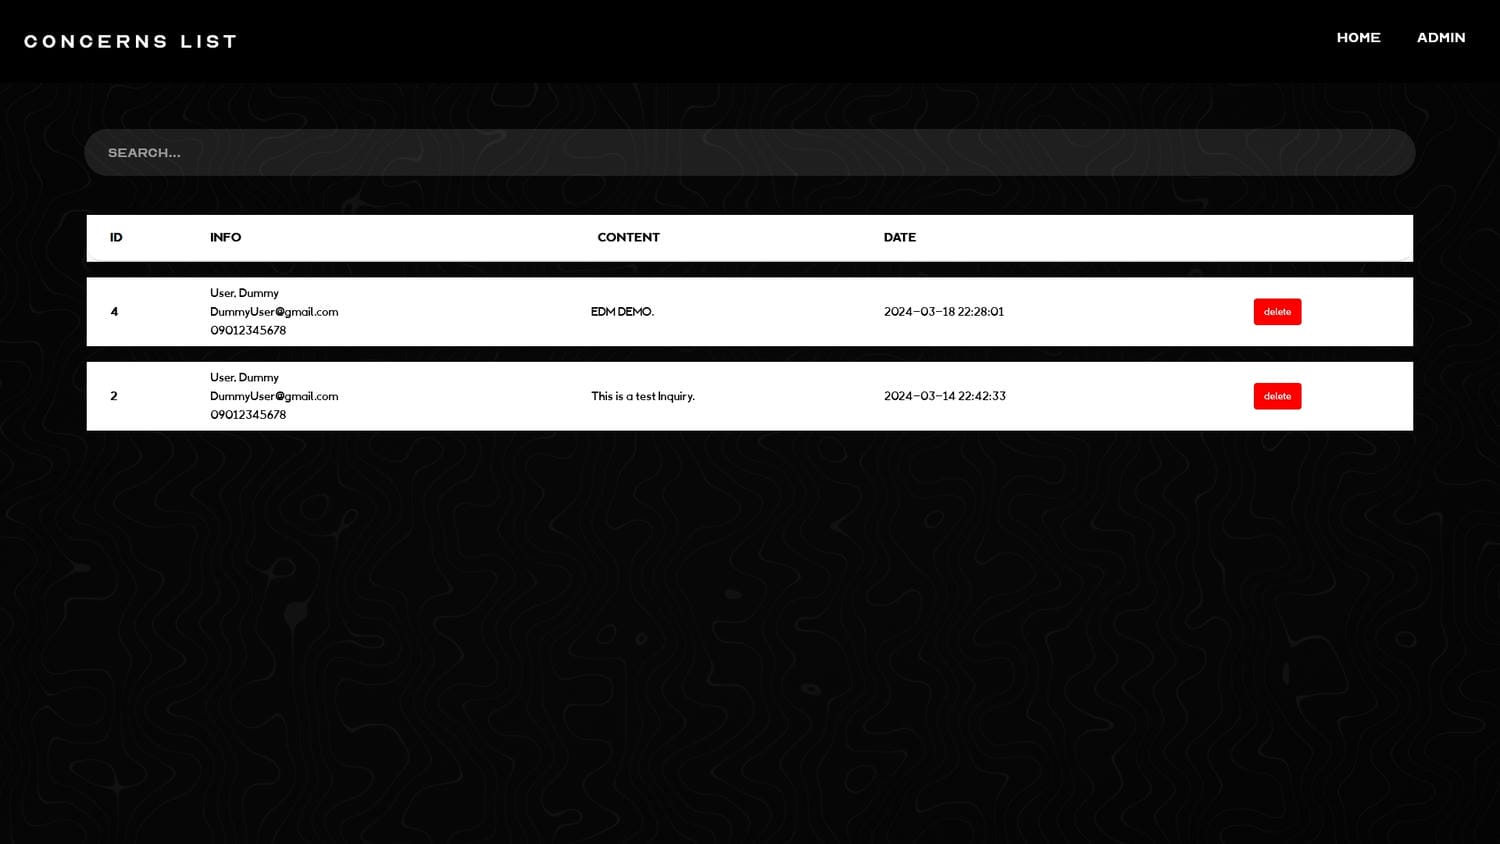 CONCERNS LIST
HOME ADMIN
SEARCH...
ID INFO CONTENT DATE
User, Dummy
4 DummyUser@gmail.com EDM DEMO. 2024-03-18 22:28:01 delete
09012345678
User, Dummy
2 DummyUser@gmail.com This is a test Inquiry. 2024-03-14 22:42:33 delete
09012345678